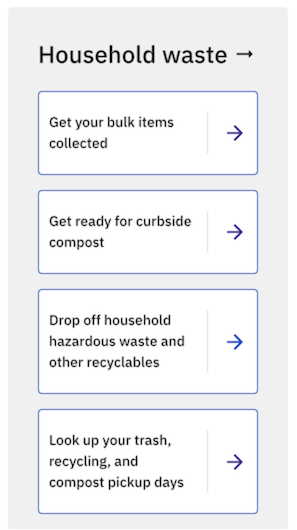 Household waste →
Get your bulk items
collected
Get ready for curbside
compost
Drop off household
hazardous waste and
other recyclables
Look up your trash,
recycling, and
compost pickup days